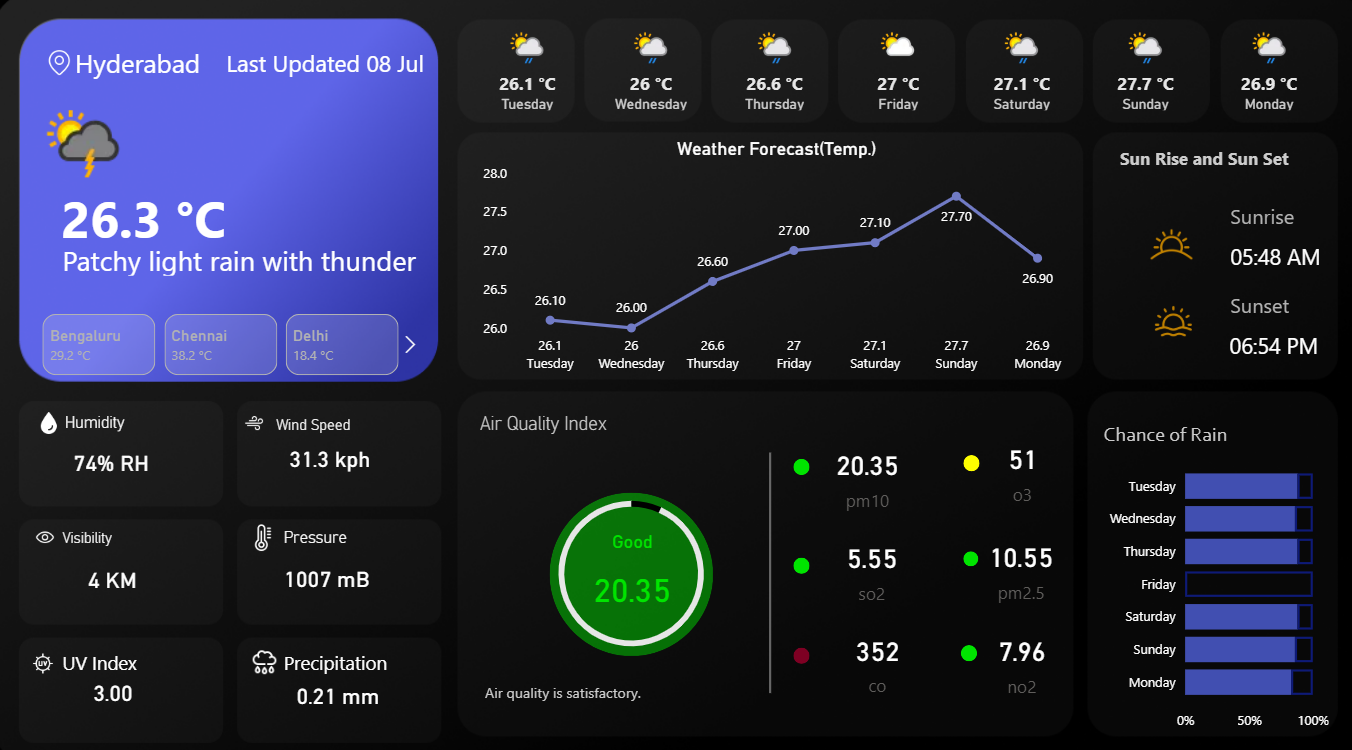 Hyderabad
Last Updated 08 Jul
26.3 °C
Patchy light rain with thunder
Bengaluru
29.2 °C
Chennai
38.2 °C
Delhi
18.4 °C
26.1 °C
Tuesday
26 °C
Wednesday
26.6 °C
Thursday
27 °C
Friday
27.1 °C
Saturday
27.7 °C
Sunday
26.9 °C
Monday
Weather Forecast(Temp.)
28.0
27.5
27.0
26.5
26.0
26.10
26.00
26.60
27.00
27.10
27.70
26.90
26.1
Tuesday
26
Wednesday
26.6
Thursday
27
Friday
27.1
Saturday
27.7
Sunday
26.9
Monday
Sun Rise and Sun Set
Sunrise
05:48 AM
Sunset
06:54 PM
Humidity
74% RH
Wind Speed
31.3 kph
Visibility
4 KM
Pressure
1007 mB
UV
UV Index
3.00
Precipitation
0.21 mm
Air Quality Index
Good
20.35
Air quality is satisfactory.
20.35
pm10
51
o3
5.55
so2
10.55
pm2.5
352
co
7.96
no2
Chance of Rain
Tuesday
Wednesday
Thursday
Friday
Saturday
Sunday
Monday
0% 50% 100%